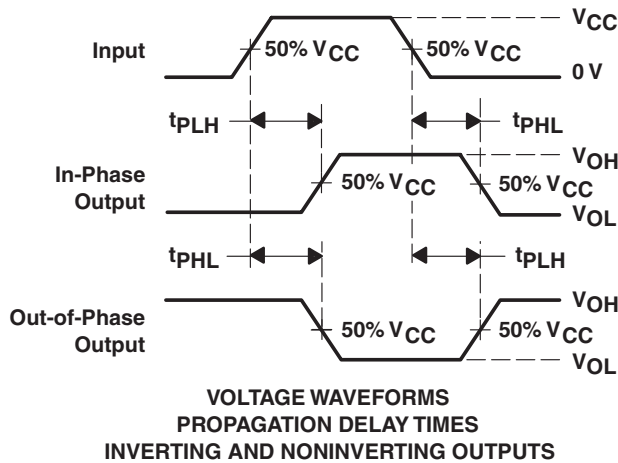 VCC
Input
50% VCC
50% VCC
0 V
tPLH
tPHL
In-Phase
Output
VOH
50% VCC
50% VCC
VOL
tPHL
tPLH
Out-of-Phase
Output
VOH
50% VCC
50% VCC
VOL
VOLTAGE WAVEFORMS
PROPAGATION DELAY TIMES
INVERTING AND NONINVERTING OUTPUTS